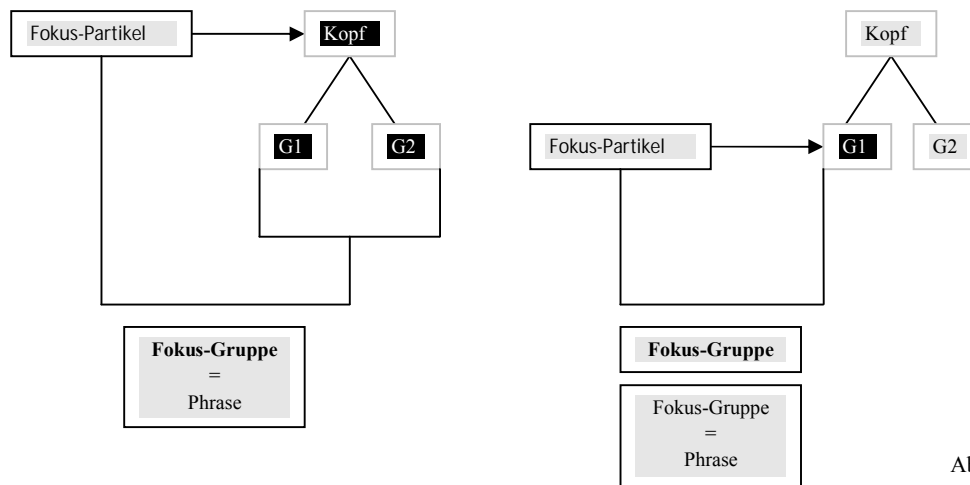 Fokus-Partikel
Kopf
G1
G2
Fokus-Gruppe
=
Phrase
Kopf
Fokus-Partikel
G1
G2
Fokus-Gruppe
Fokus-Gruppe
=
Phrase